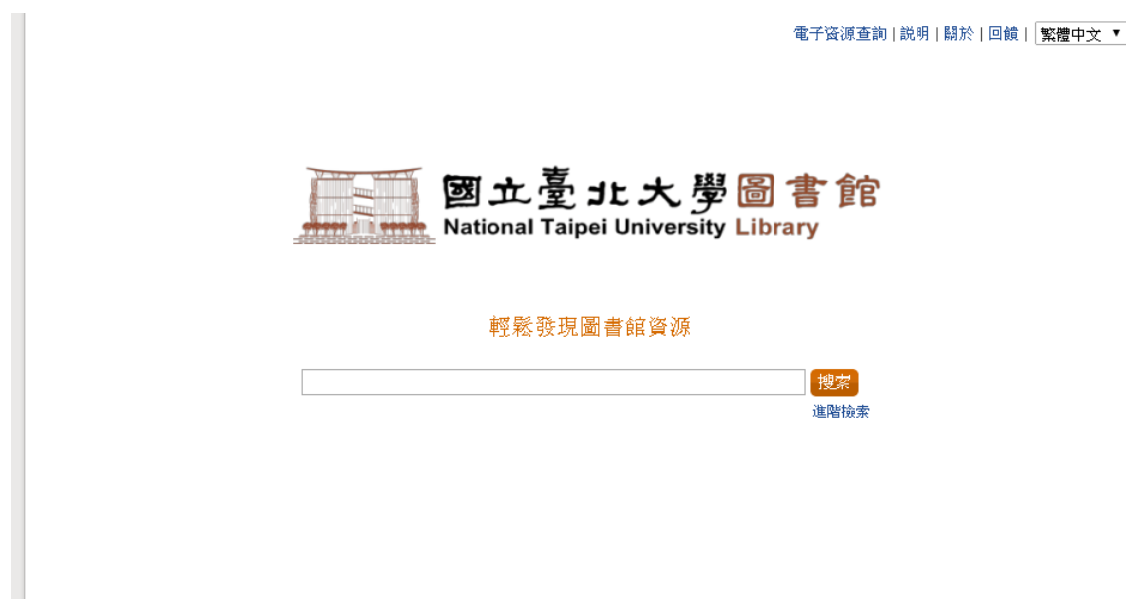 電子資源查詢 | 說明 | 關於 | 回饋 | 繁體中文 ▼
國立臺北大學圖書館
National Taipei University Library
輕鬆發現圖書館資源
搜索
進階檢索